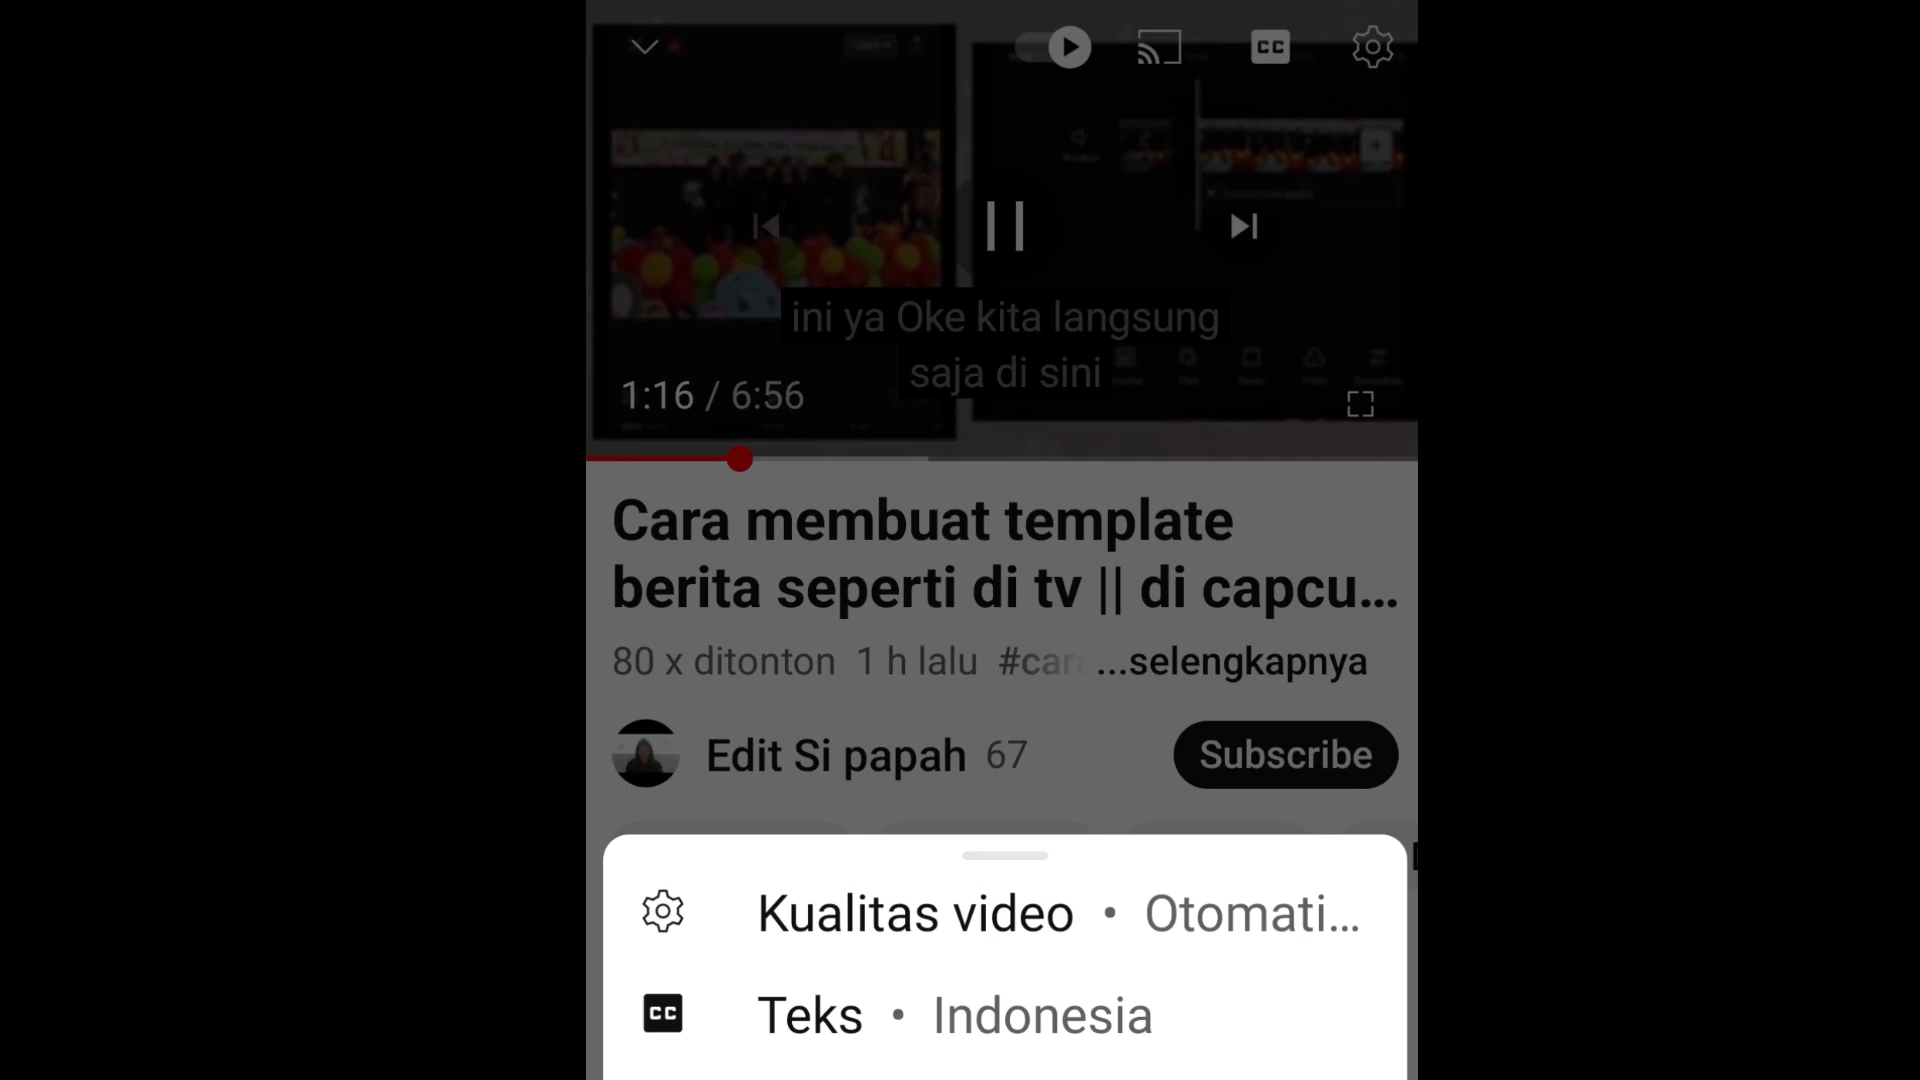 CC
ini ya Oke kita langsung
saja di sini
1:16 / 6:56
Cara membuat template
berita seperti di tv || di capcu...
80 x ditonton 1 h lalu #cara ...selengkapnya
Edit Si papah 67
Subscribe
Kualitas video • Otomati...
CC Teks • Indonesia